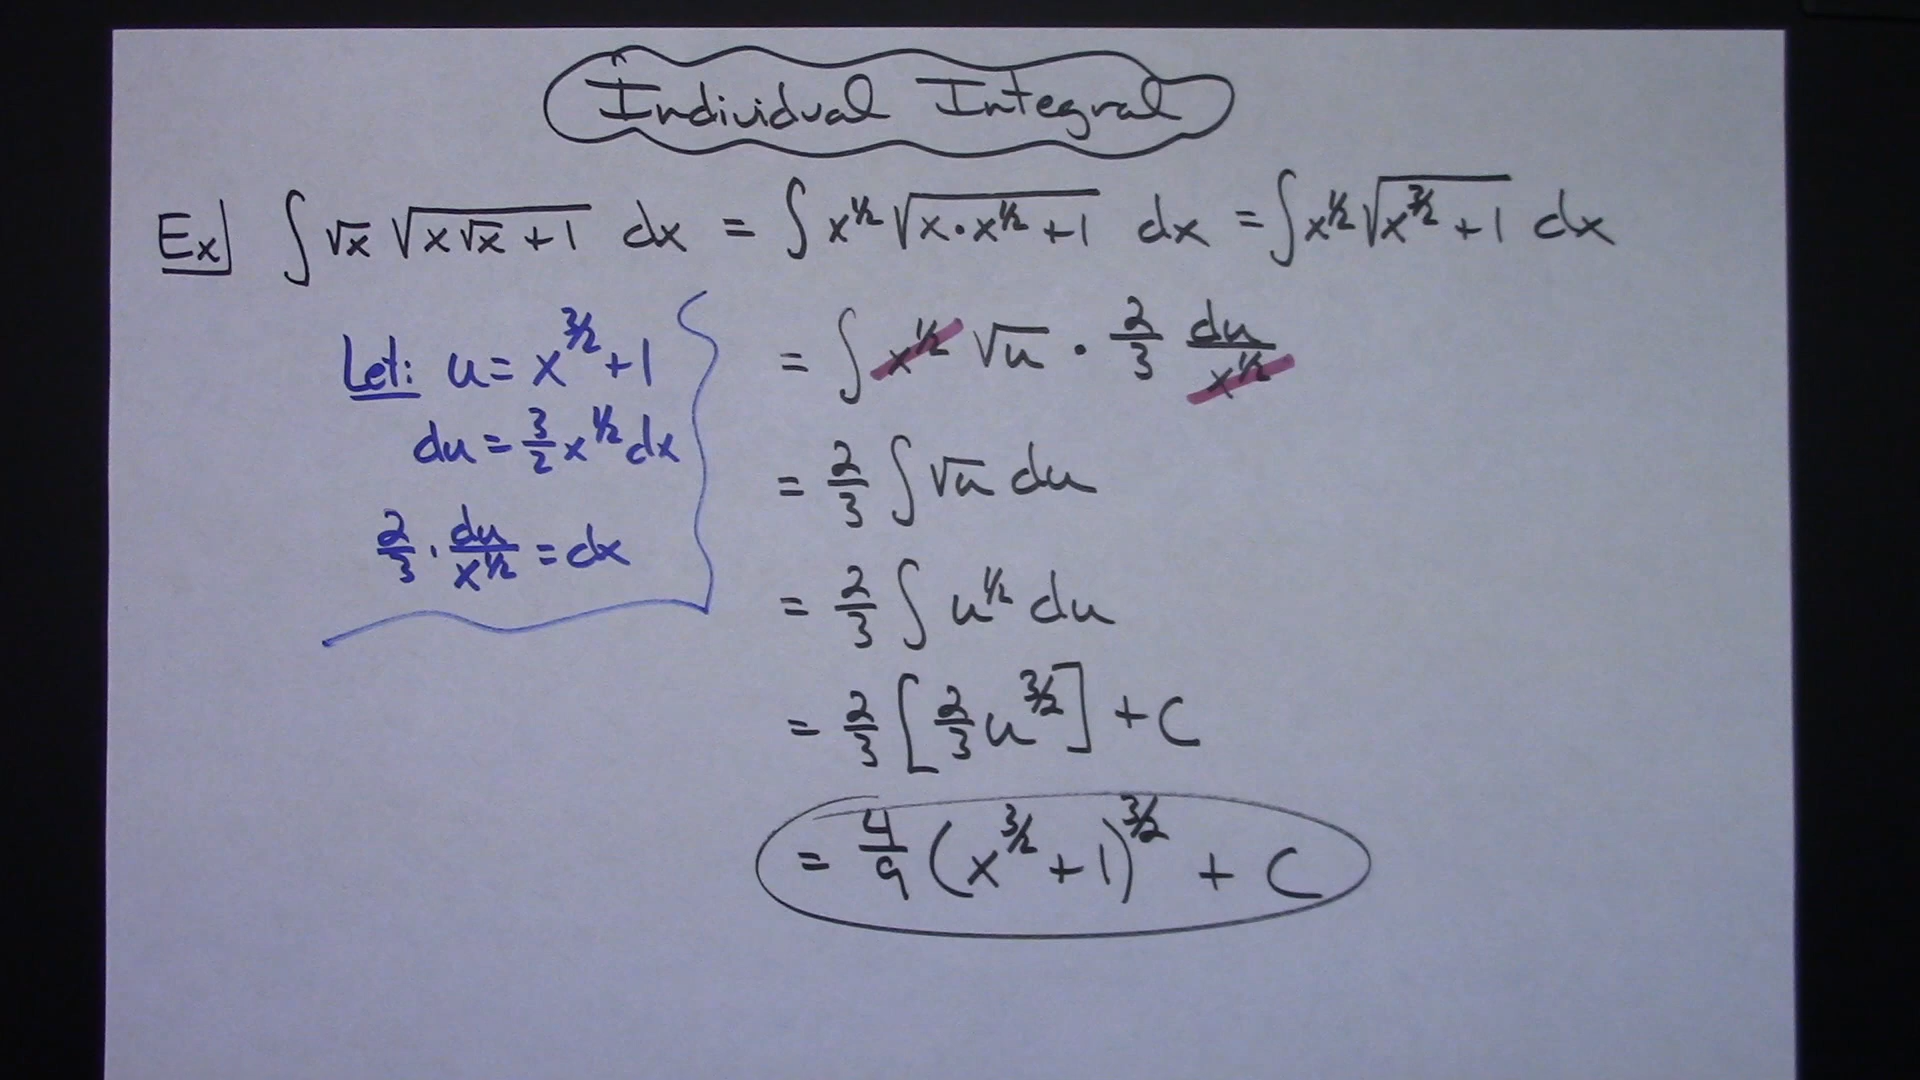 Individual Integral
Ex] ∫ √x √(x√x + 1) dx = ∫ x^(1/2) √(x · x^(1/2) + 1) dx = ∫ x^(1/2) √(x^(3/2) + 1) dx
Let: u = x^(3/2) + 1
du = 3/2 x^(1/2) dx
2/3 · du/x^(1/2) = dx
= ∫ x^(1/2) √u · 2/3 du/x^(1/2)
= 2/3 ∫ √u du
= 2/3 ∫ u^(1/2) du
= 2/3 [2/3 u^(3/2)] + C
= 4/9 (x^(3/2) + 1)^(3/2) + C